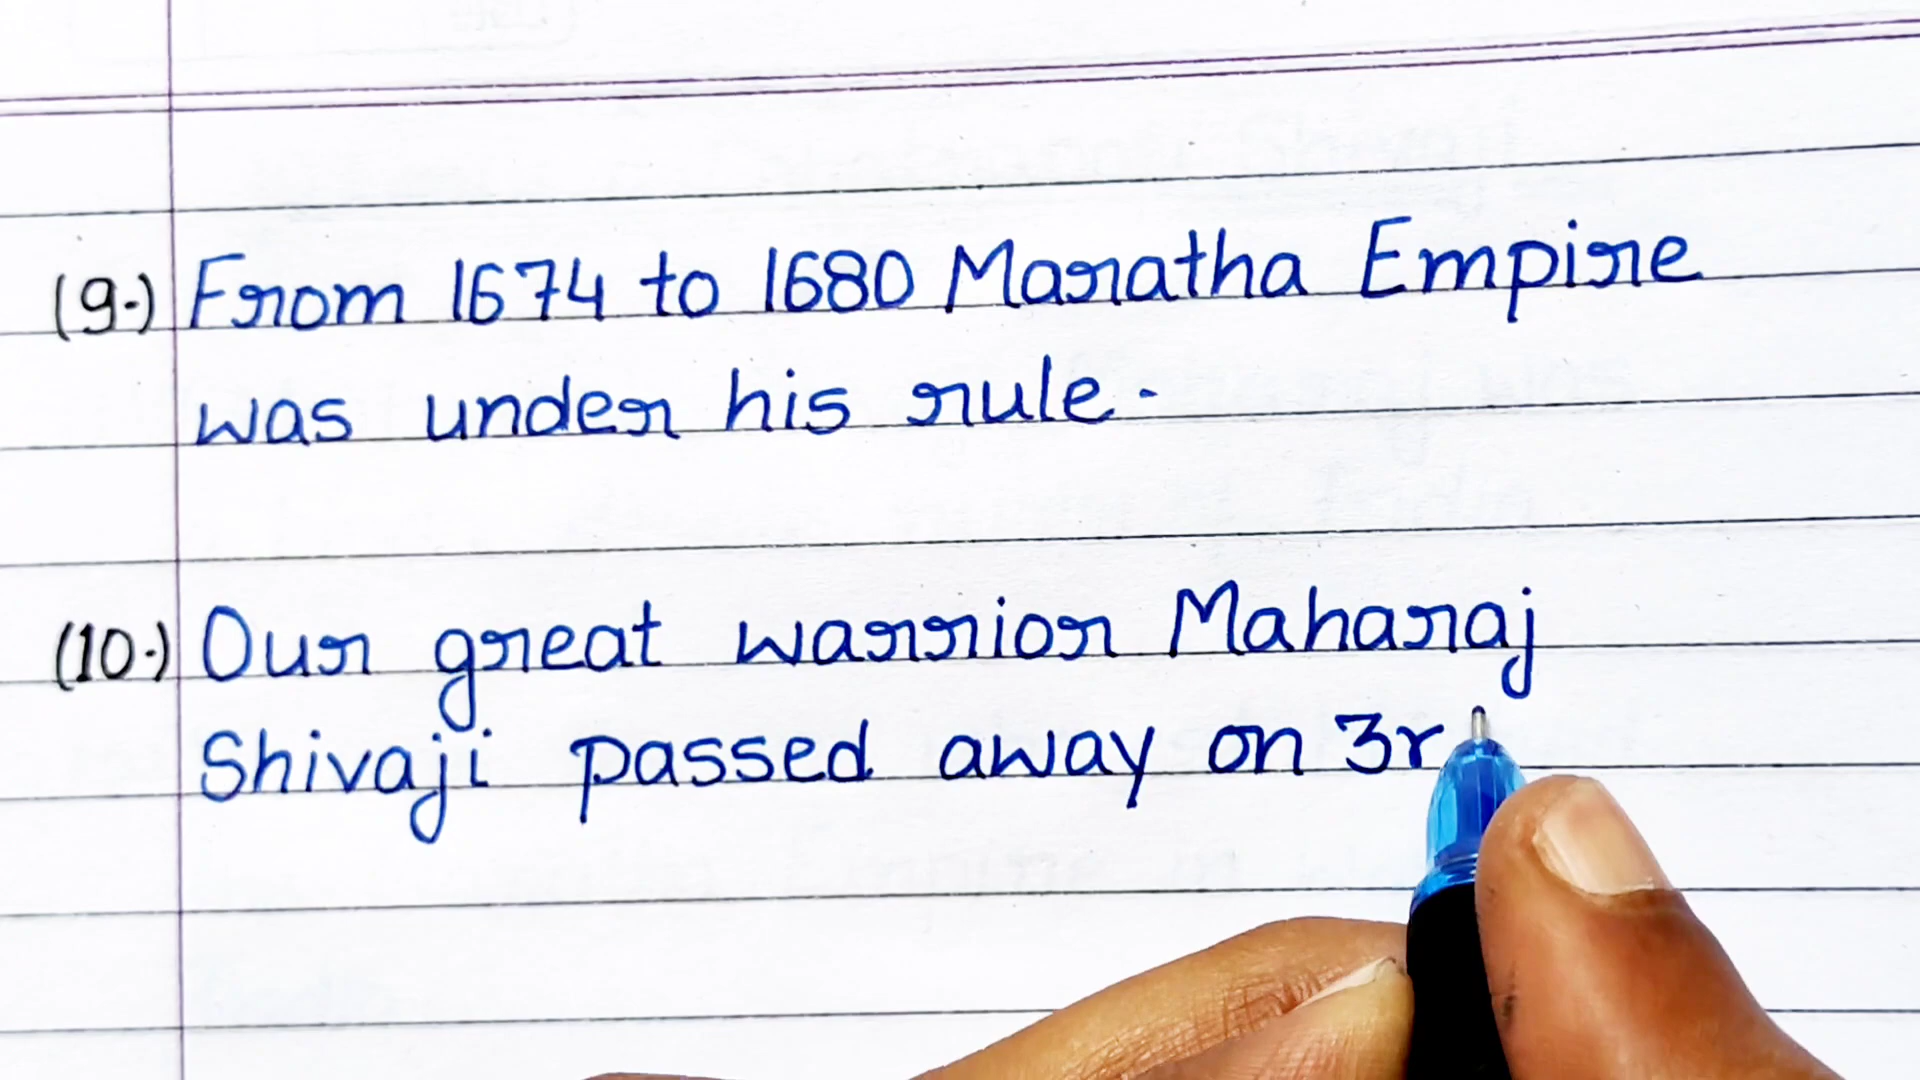 (9.) From 1674 to 1680 Maratha Empire
was under his rule.
(10.) Our great warrior Maharaj
Shivaji passed away on 3r